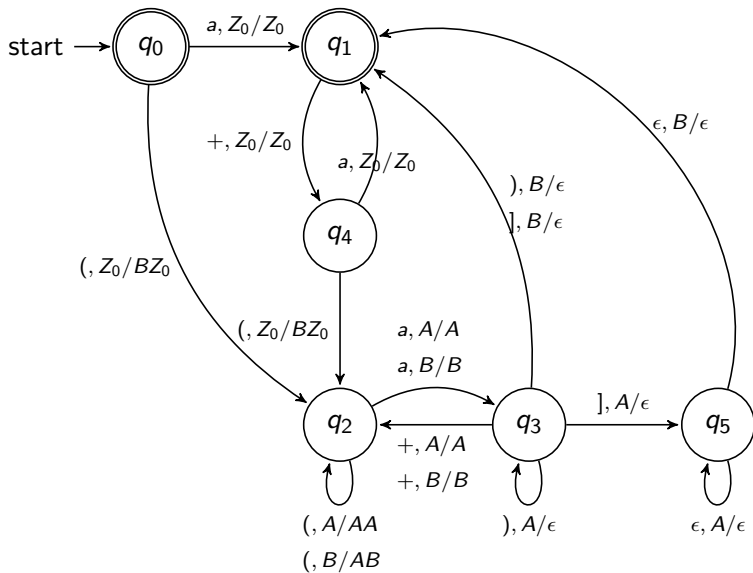 start
q0
a, Z0/Z0
q1
+, Z0/Z0
a, Z0/Z0
ϵ, B/ϵ
), B/ϵ
], B/ϵ
q4
(, Z0/BZ0
(, Z0/BZ0
a, A/A
a, B/B
q2
q3
], A/ϵ
q5
+, A/A
+, B/B
(, A/AA
(, B/AB
), A/ϵ
ϵ, A/ϵ